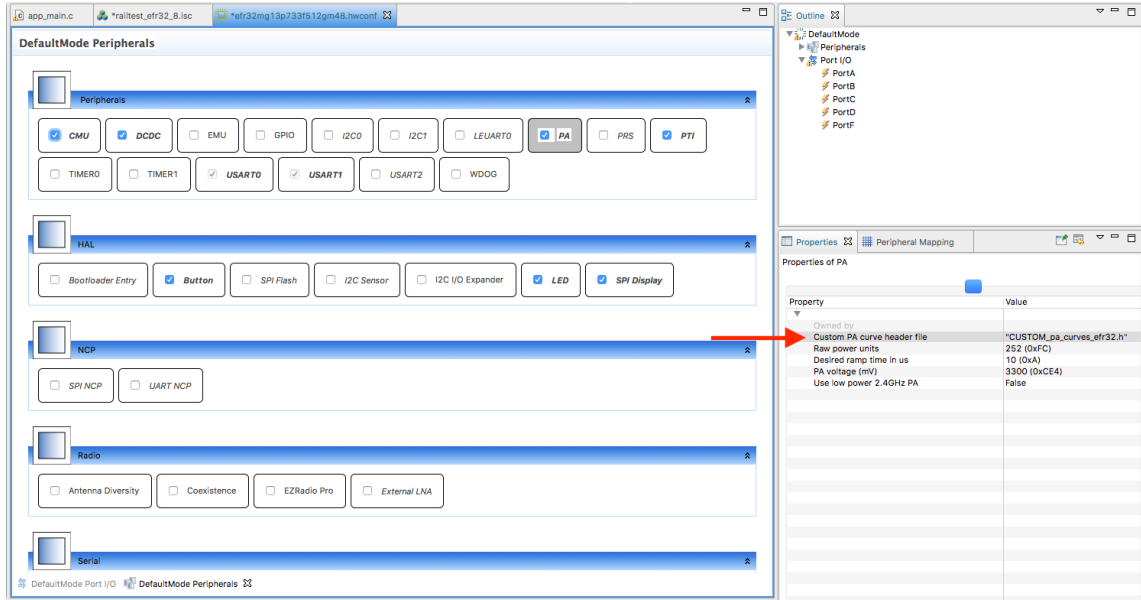 app_main.c *railtest_efr32_8.isc *efr32mg13p733f512gm48.hwconf
DefaultMode Peripherals
Peripherals
CMU DCDC EMU GPIO I2C0 I2C1 LEUART0 PA PRS PTI
TIMER0 TIMER1 USART0 USART1 USART2 WDOG
HAL
Bootloader Entry Button SPI Flash I2C Sensor I2C I/O Expander LED SPI Display
NCP
SPI NCP UART NCP
Radio
Antenna Diversity Coexistence EZRadio Pro External LNA
Serial
DefaultMode Port I/O DefaultMode Peripherals
Outline
DefaultMode
Peripherals
Port I/O
PortA
PortB
PortC
PortD
PortF
Properties Peripheral Mapping
Properties of PA
Property Value
Owned by
Custom PA curve header file "CUSTOM_pa_curves_efr32.h"
Raw power units 252 (0xFC)
Desired ramp time in us 10 (0xA)
PA voltage (mV) 3300 (0xCE4)
Use low power 2.4GHz PA False